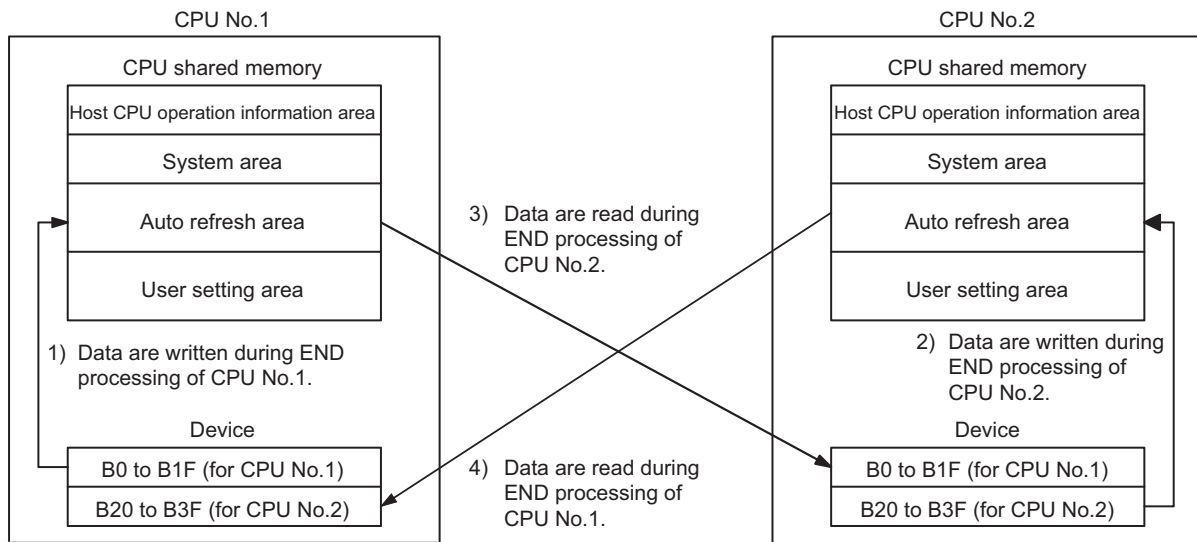 CPU No.1
CPU shared memory
Host CPU operation information area
System area
Auto refresh area
User setting area
1) Data are written during END
processing of CPU No.1.
Device
B0 to B1F (for CPU No.1)
B20 to B3F (for CPU No.2)
3) Data are read during
END processing of
CPU No.2.
4) Data are read during
END processing of
CPU No.1.
CPU No.2
CPU shared memory
Host CPU operation information area
System area
Auto refresh area
User setting area
2) Data are written during
END processing of
CPU No.2.
Device
B0 to B1F (for CPU No.1)
B20 to B3F (for CPU No.2)